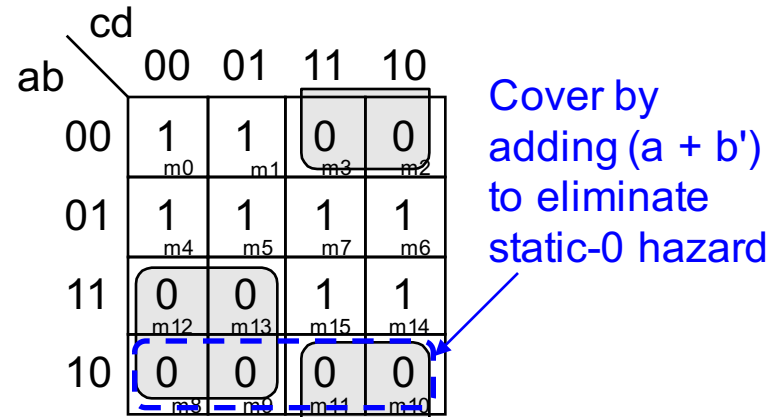 cd
ab
00 01 11 10
00 1 1 0 0
m0 m1 m3 m2
01 1 1 1 1
m4 m5 m7 m6
11 0 0 1 1
m12 m13 m15 m14
10 0 0 0 0
m8 m9 m11 m10
Cover by
adding (a + b')
to eliminate
static-0 hazard